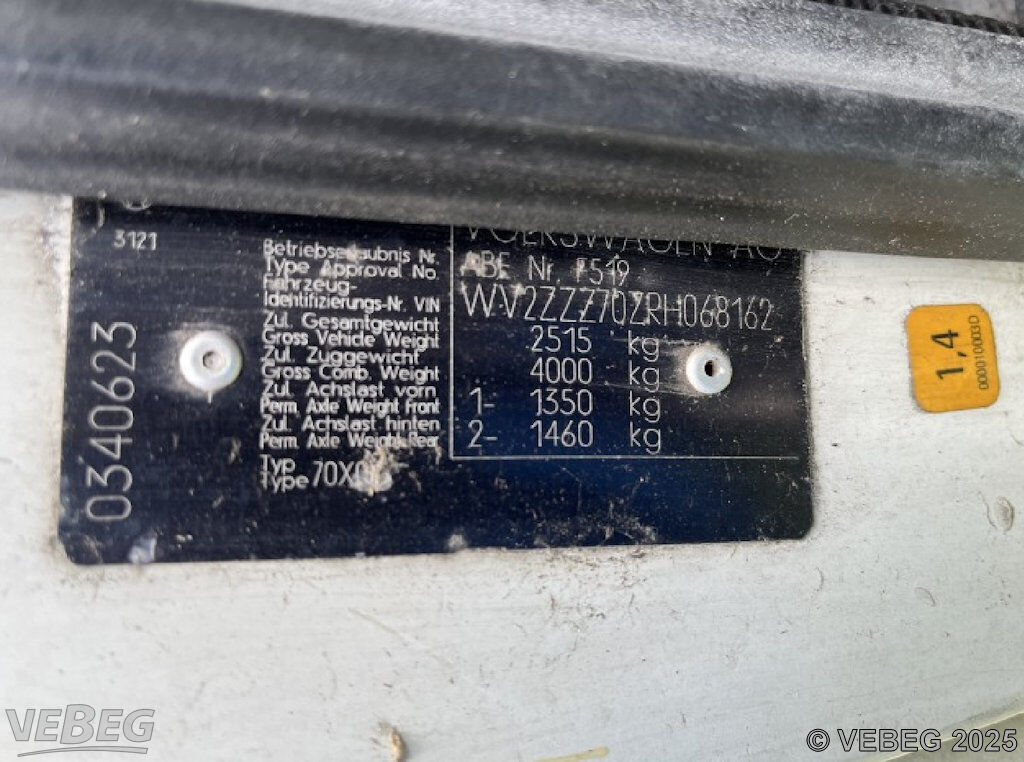 VOLKSWAGEN AG
3121
Betriebserlaubnis Nr.
Type Approval No.
ABE Nr. F519
Fahrzeug-
Identifizierungs-Nr. VIN
WV2ZZZ70ZRH068162
Zul. Gesamtgewicht
Gross Vehicle Weight
2515 kg
Zul. Zuggewicht
Gross Comb. Weight
4000 kg
Zul. Achslast vorn
Perm. Axle Weight Front
1- 1350 kg
Zul. Achslast hinten
Perm. Axle Weight Rear
2- 1460 kg
Typ
Type
0340623
1,4
000010003D
VEBEG
© VEBEG 2025